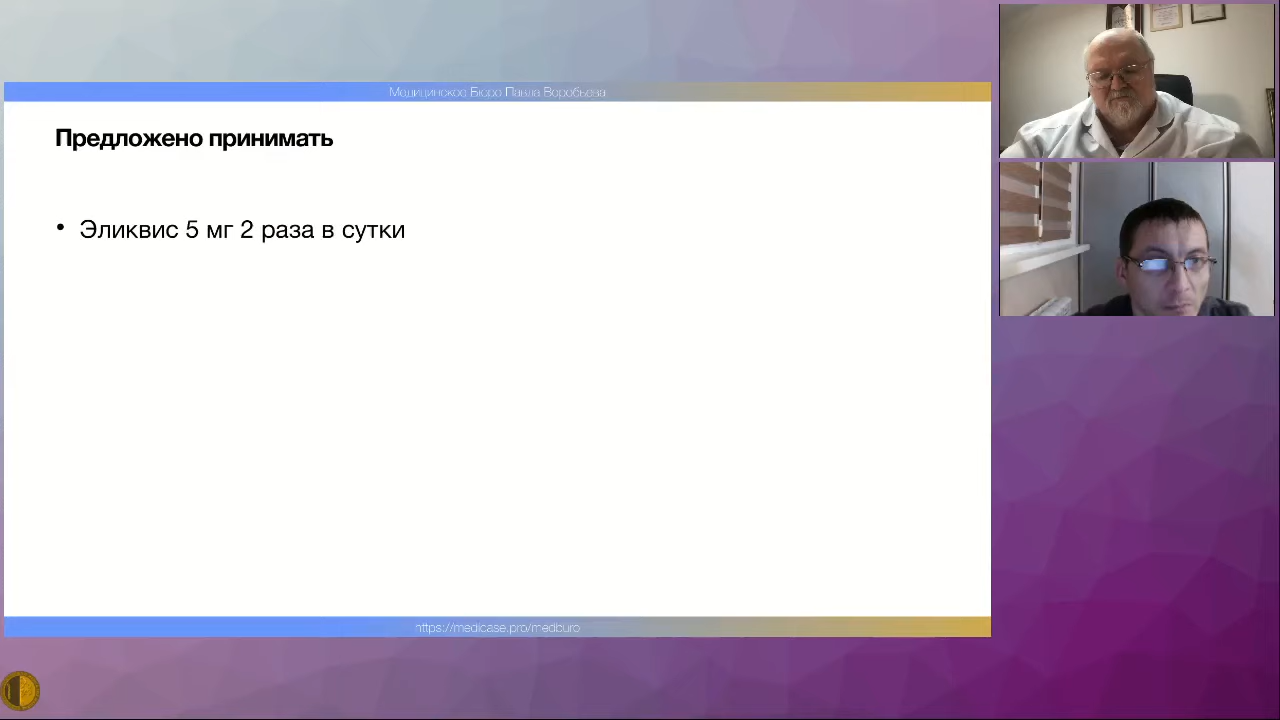 Медицинское Бюро Павла Воробьева
Предложено принимать
• Эликвис 5 мг 2 раза в сутки
https://medicase.pro/medburo